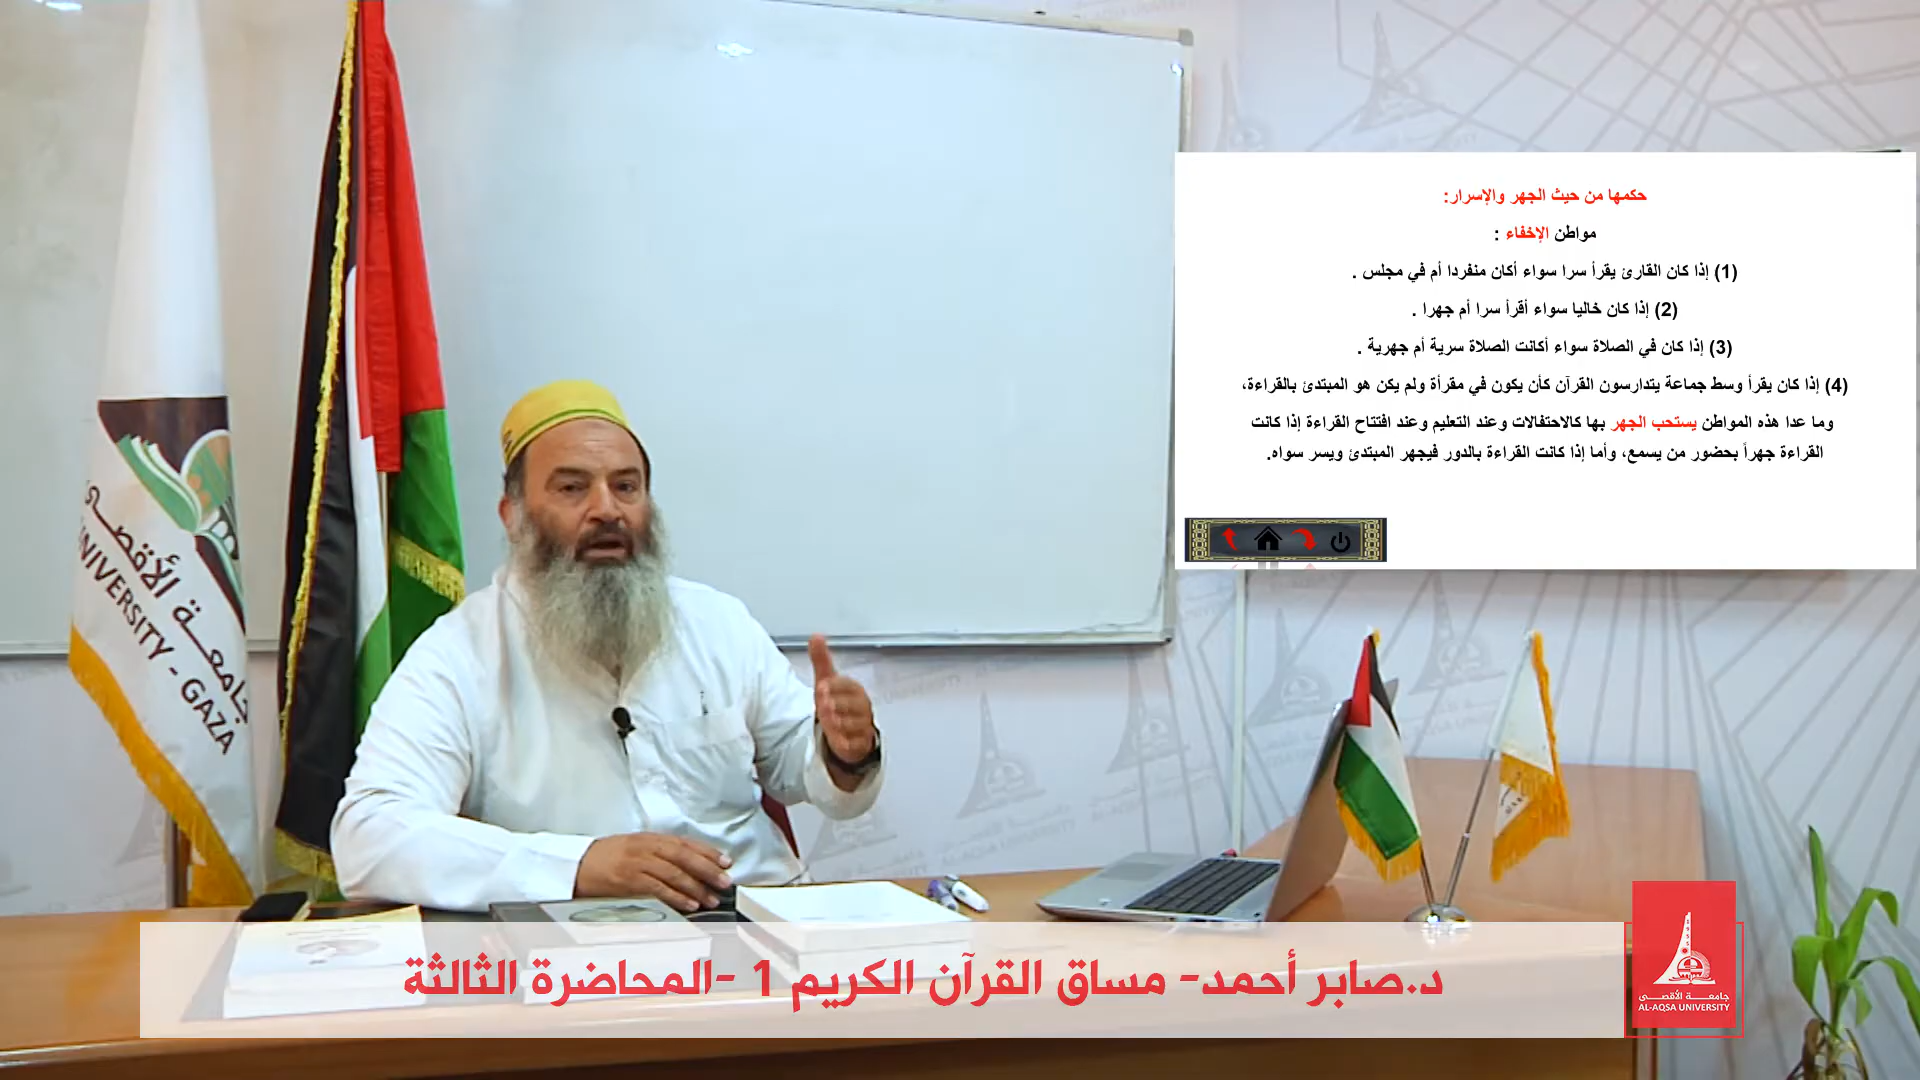 حكمها من حيث الجهر والإسرار:
مواطن الإخفاء :
(1) إذا كان القارئ يقرأ سرا سواء أكان منفردا أم في مجلس .
(2) إذا كان خاليا سواء أقرأ سرا أم جهرا .
(3) إذا كان في الصلاة سواء أكانت الصلاة سرية أم جهرية .
(4) إذا كان يقرأ وسط جماعة يتدارسون القرآن كأن يكون في مقرأة ولم يكن هو المبتدئ بالقراءة،
وما عدا هذه المواطن يستحب الجهر بها كالاحتفالات وعند التعليم وعند افتتاح القراءة إذا كانت
القراءة جهراً بحضور من يسمع، وأما إذا كانت القراءة بالدور فيجهر المبتدئ ويسر سواه.
جامعة الأقصى
UNIVERSITY - GAZA
د.صابر أحمد- مساق القرآن الكريم 1 -المحاضرة الثالثة
جامعة الأقصى
AL-AQSA UNIVERSITY